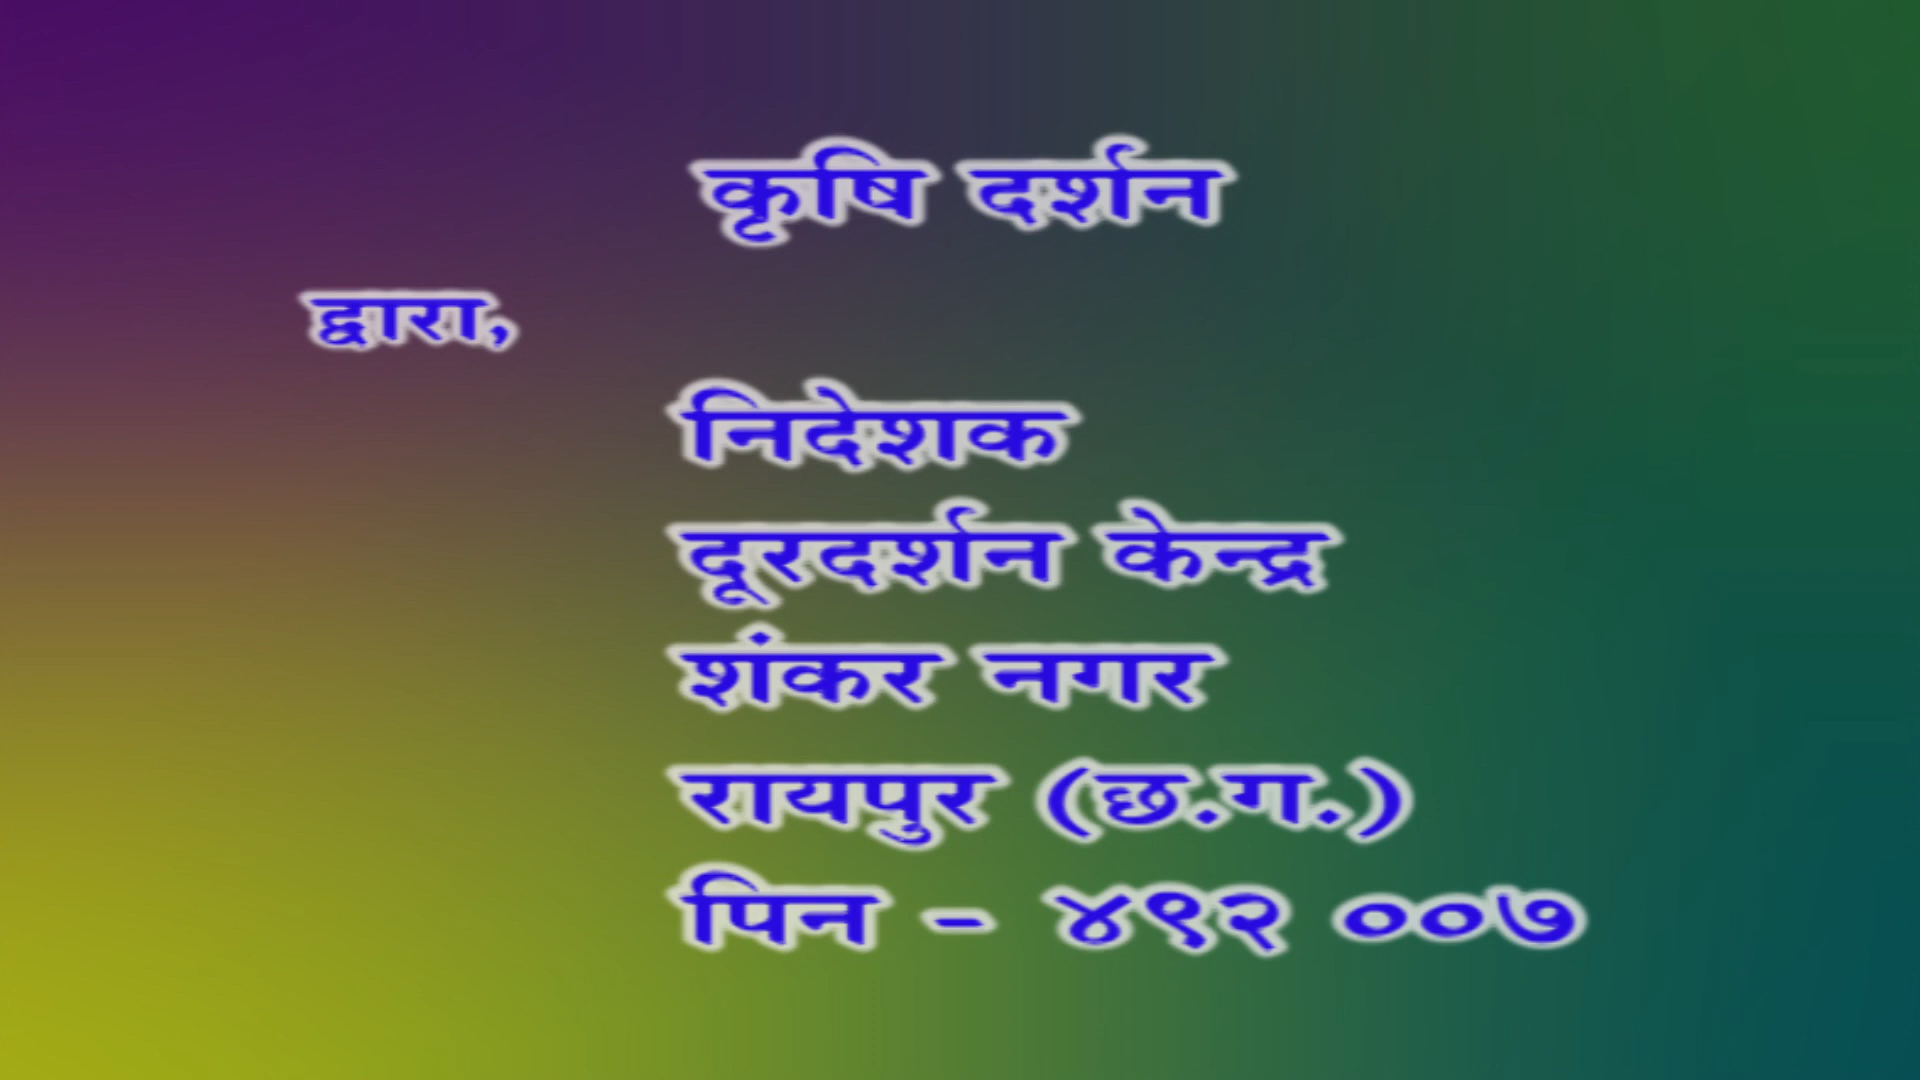 कृषि दर्शन
द्वारा,
निदेशक
दूरदर्शन केन्द्र
शंकर नगर
रायपुर (छ.ग.)
पिन - ४९२ ००७